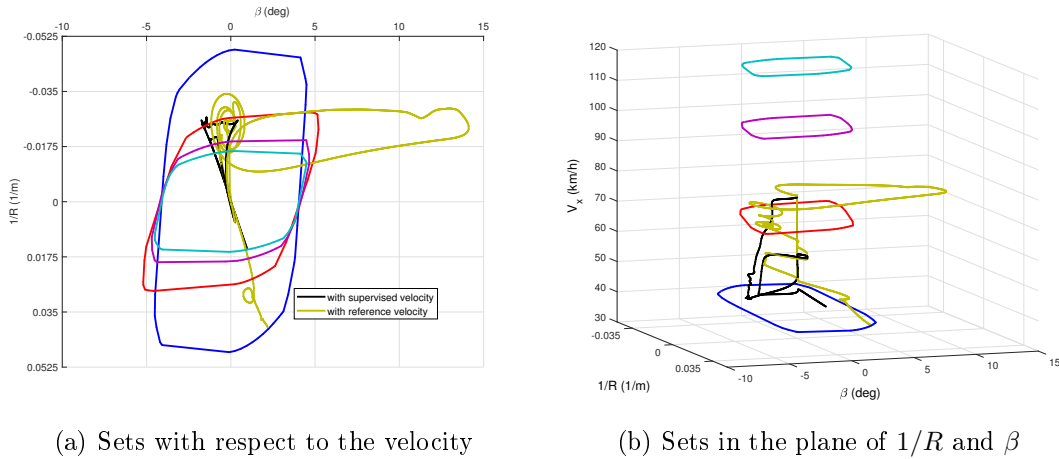 β (deg)
-10 -5 0 5 10 15
-0.0525
-0.035
-0.0175
0
0.0175
0.035
0.0525
1/R (1/m)
with supervised velocity
with reference velocity
120
110
100
90
80
70
60
50
40
30
V_x (km/h)
-0.035
0
0.035
1/R (1/m)
-10 -5 0 5 10 15
β (deg)
(a) Sets with respect to the velocity
(b) Sets in the plane of 1/R and β